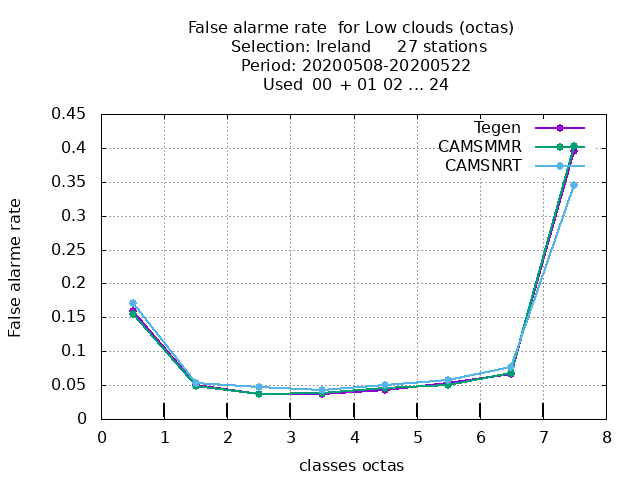 False alarme rate  for Low clouds (octas)
Selection: Ireland     27 stations
Period: 20200508-20200522
Used  00 + 01 02 ... 24
0.45
0.4
0.35
0.3
0.25
0.2
0.15
0.1
0.05
0
False alarme rate
Tegen
CAMSMMR
CAMSNRT
0 1 2 3 4 5 6 7 8
classes octas